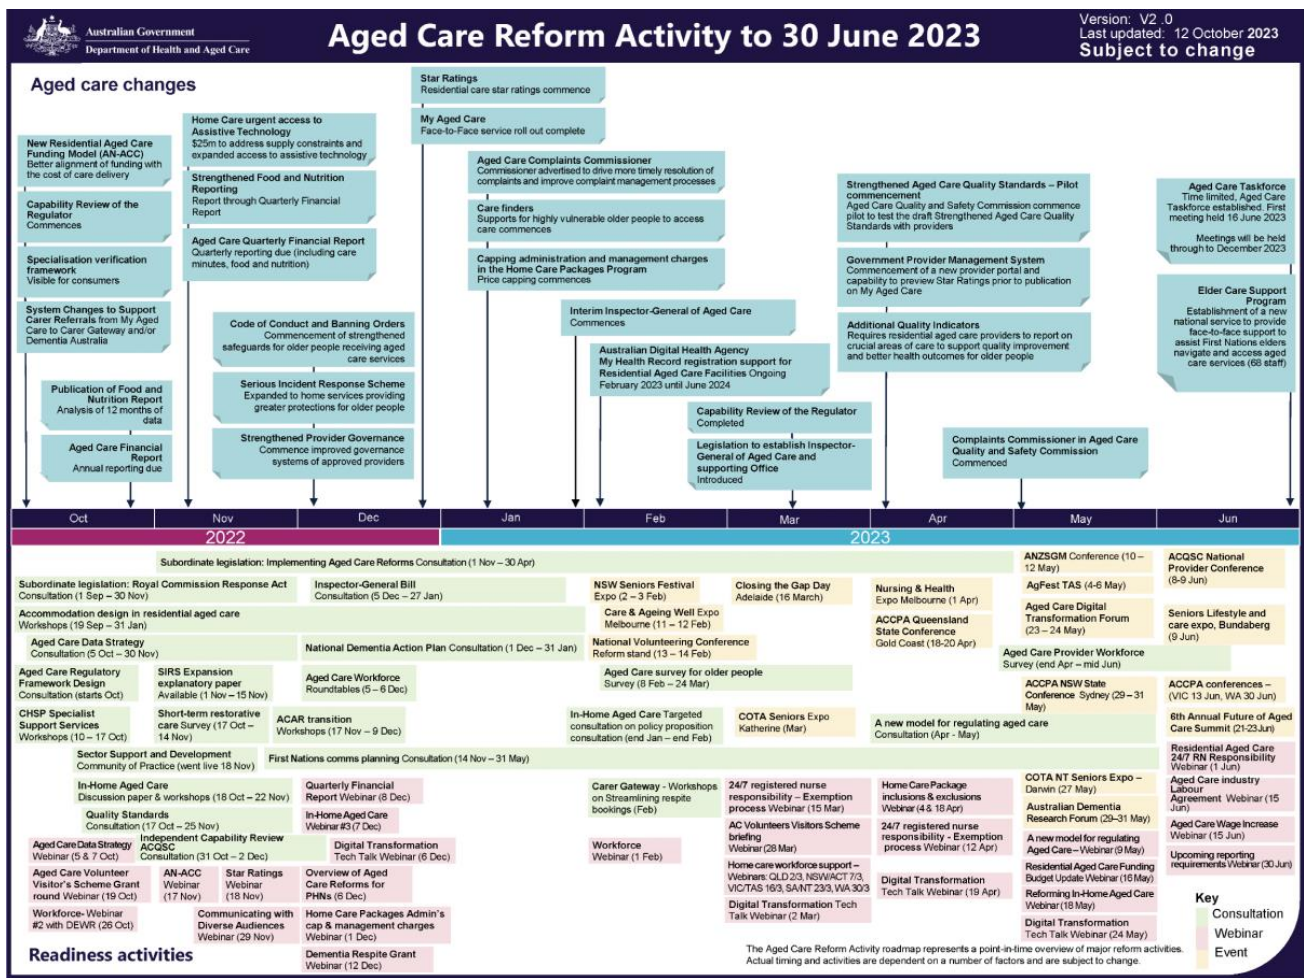 Australian Government
Department of Health and Aged Care
Aged Care Reform Activity to 30 June 2023
Version: V2 .0
Last updated: 12 October 2023
Subject to change
Aged care changes
New Residential Aged Care
Funding Model (AN-ACC)
Better alignment of funding with
the cost of care delivery
Capability Review of the
Regulator
Commences
Specialisation verification
framework
Visible for consumers
System Changes to Support
Carer Referrals from My Aged
Care to Carer Gateway and/or
Dementia Australia
Publication of Food and
Nutrition Report
Analysis of 12 months of
data
Aged Care Financial
Report
Annual reporting due
Home Care urgent access to
Assistive Technology
$25m to address supply constraints and
expanded access to assistive technology
Strengthened Food and Nutrition
Reporting
Report through Quarterly Financial
Report
Aged Care Quarterly Financial Report
Quarterly reporting due (including care
minutes, food and nutrition)
Code of Conduct and Banning Orders
Commencement of strengthened
safeguards for older people receiving aged
care services
Serious Incident Response Scheme
Expanded to home services providing
greater protections for older people
Strengthened Provider Governance
Commence improved governance
systems of approved providers
Star Ratings
Residential care star ratings commence
My Aged Care
Face-to-Face service roll out complete
Aged Care Complaints Commissioner
Commissioner advertised to drive more timely resolution of
complaints and improve complaint management processes
Care finders
Supports for highly vulnerable older people to access
care commences
Capping administration and management charges
in the Home Care Packages Program
Price capping commences
Interim Inspector-General of Aged Care
Commences
Australian Digital Health Agency
My Health Record registration support for
Residential Aged Care Facilities Ongoing
February 2023 until June 2024
Capability Review of the Regulator
Completed
Legislation to establish Inspector-
General of Aged Care and
supporting Office
Introduced
Strengthened Aged Care Quality Standards – Pilot
commencement
Aged Care Quality and Safety Commission commence
pilot to test the draft Strengthened Aged Care Quality
Standards with providers
Government Provider Management System
Commencement of a new provider portal and
capability to preview Star Ratings prior to publication
on My Aged Care
Additional Quality Indicators
Requires residential aged care providers to report on
crucial areas of care to support quality improvement
and better health outcomes for older people
Complaints Commissioner in Aged Care
Quality and Safety Commission
Commenced
Aged Care Taskforce
Time limited, Aged Care
Taskforce established. First
meeting held 16 June 2023
Meetings will be held
through to December 2023
Elder Care Support
Program
Establishment of a new
national service to provide
face-to-face support to
assist First Nations elders
navigate and access aged
care services (68 staff)
Oct Nov Dec Jan Feb Mar Apr May Jun
2022 2023
Subordinate legislation: Implementing Aged Care Reforms Consultation (1 Nov – 30 Apr)
Subordinate legislation: Royal Commission Response Act
Consultation (1 Sep – 30 Nov)
Inspector-General Bill
Consultation (5 Dec – 27 Jan)
Accommodation design in residential aged care
Workshops (19 Sep – 31 Jan)
Aged Care Data Strategy
Consultation (5 Oct - 30 Nov)
National Dementia Action Plan Consultation (1 Dec – 31 Jan)
Aged Care Regulatory
Framework Design
Consultation (starts Oct)
SIRS Expansion
explanatory paper
Available (1 Nov – 15 Nov)
Aged Care Workforce
Roundtables (5 – 6 Dec)
CHSP Specialist
Support Services
Workshops (10 – 17 Oct)
Short-term restorative
care Survey (17 Oct –
14 Nov)
ACAR transition
Workshops (17 Nov – 9 Dec)
Sector Support and Development
Community of Practice (went live 18 Nov)
First Nations comms planning Consultation (14 Nov – 31 May)
In-Home Aged Care
Discussion paper & workshops (18 Oct – 22 Nov)
Quality Standards
Consultation (17 Oct – 25 Nov)
Independent Capability Review
ACQSC
Consultation (31 Oct – 2 Dec)
Aged Care Data Strategy
Webinar (5 & 7 Oct)
Aged Care Volunteer
Visitor's Scheme Grant
round Webinar (19 Oct)
Workforce- Webinar
#2 with DEWR (26 Oct)
AN-ACC
Webinar
(17 Nov)
Star Ratings
Webinar
(18 Nov)
Communicating with
Diverse Audiences
Webinar (29 Nov)
Quarterly Financial
Report Webinar (8 Dec)
In-Home Aged Care
Webinar #3 (7 Dec)
Digital Transformation
Tech Talk Webinar (6 Dec)
Overview of Aged
Care Reforms for
PHNs (6 Dec)
Home Care Packages Admin's
cap & management charges
Webinar (1 Dec)
Dementia Respite Grant
Webinar (12 Dec)
NSW Seniors Festival
Expo (2 – 3 Feb)
Care & Ageing Well Expo
Melbourne (11 – 12 Feb)
National Volunteering Conference
Reform stand (13 – 14 Feb)
Aged Care survey for older people
Survey (8 Feb – 24 Mar)
In-Home Aged Care Targeted
consultation on policy proposition
consultation (end Jan – end Feb)
Carer Gateway - Workshops
on Streamlining respite
bookings (Feb)
Workforce
Webinar (1 Feb)
Closing the Gap Day
Adelaide (16 March)
COTA Seniors Expo
Katherine (Mar)
24/7 registered nurse
responsibility – Exemption
process Webinar (15 Mar)
AC Volunteers Visitors Scheme
briefing
Webinar (28 Mar)
Home care workforce support –
Webinars: QLD 2/3, NSW/ACT 7/3,
VIC/TAS 16/3, SA/NT 23/3, WA 30/3
Digital Transformation Tech
Talk Webinar (2 Mar)
Nursing & Health
Expo Melbourne (1 Apr)
ACCPA Queensland
State Conference
Gold Coast (18-20 Apr)
A new model for regulating aged care
Consultation (Apr - May)
Home Care Package
inclusions & exclusions
Webinar (4 & 18 Apr)
24/7 registered nurse
responsibility - Exemption
process Webinar (12 Apr)
Digital Transformation
Tech Talk Webinar (19 Apr)
ANZSGM Conference (10 –
12 May)
AgFest TAS (4-6 May)
Aged Care Digital
Transformation Forum
(23 – 24 May)
Aged Care Provider Workforce
Survey (end Apr – mid Jun)
ACCPA NSW State
Conference Sydney (29 – 31
May)
COTA NT Seniors Expo –
Darwin (27 May)
Australian Dementia
Research Forum (29–31 May)
A new model for regulating
Aged Care – Webinar (9 May)
Residential Aged Care Funding
Budget Update Webinar (16 May)
Reforming In-Home Aged Care
Webinar (18 May)
Digital Transformation
Tech Talk Webinar (24 May)
ACQSC National
Provider Conference
(8-9 Jun)
Seniors Lifestyle and
care expo, Bundaberg
(9 Jun)
ACCPA conferences –
(VIC 13 Jun, WA 30 Jun)
6th Annual Future of Aged
Care Summit (21-23Jun)
Residential Aged Care
24/7 RN Responsibility
Webinar (1 Jun)
Aged Care industry
Labour
Agreement Webinar (15
Jun)
Aged Care Wage Increase
Webinar (15 Jun)
Upcoming reporting
requirements Webinar (30 Jun)
Key
Consultation
Webinar
Event
Readiness activities
The Aged Care Reform Activity roadmap represents a point-in-time overview of major reform activities.
Actual timing and activities are dependent on a number of factors and are subject to change.